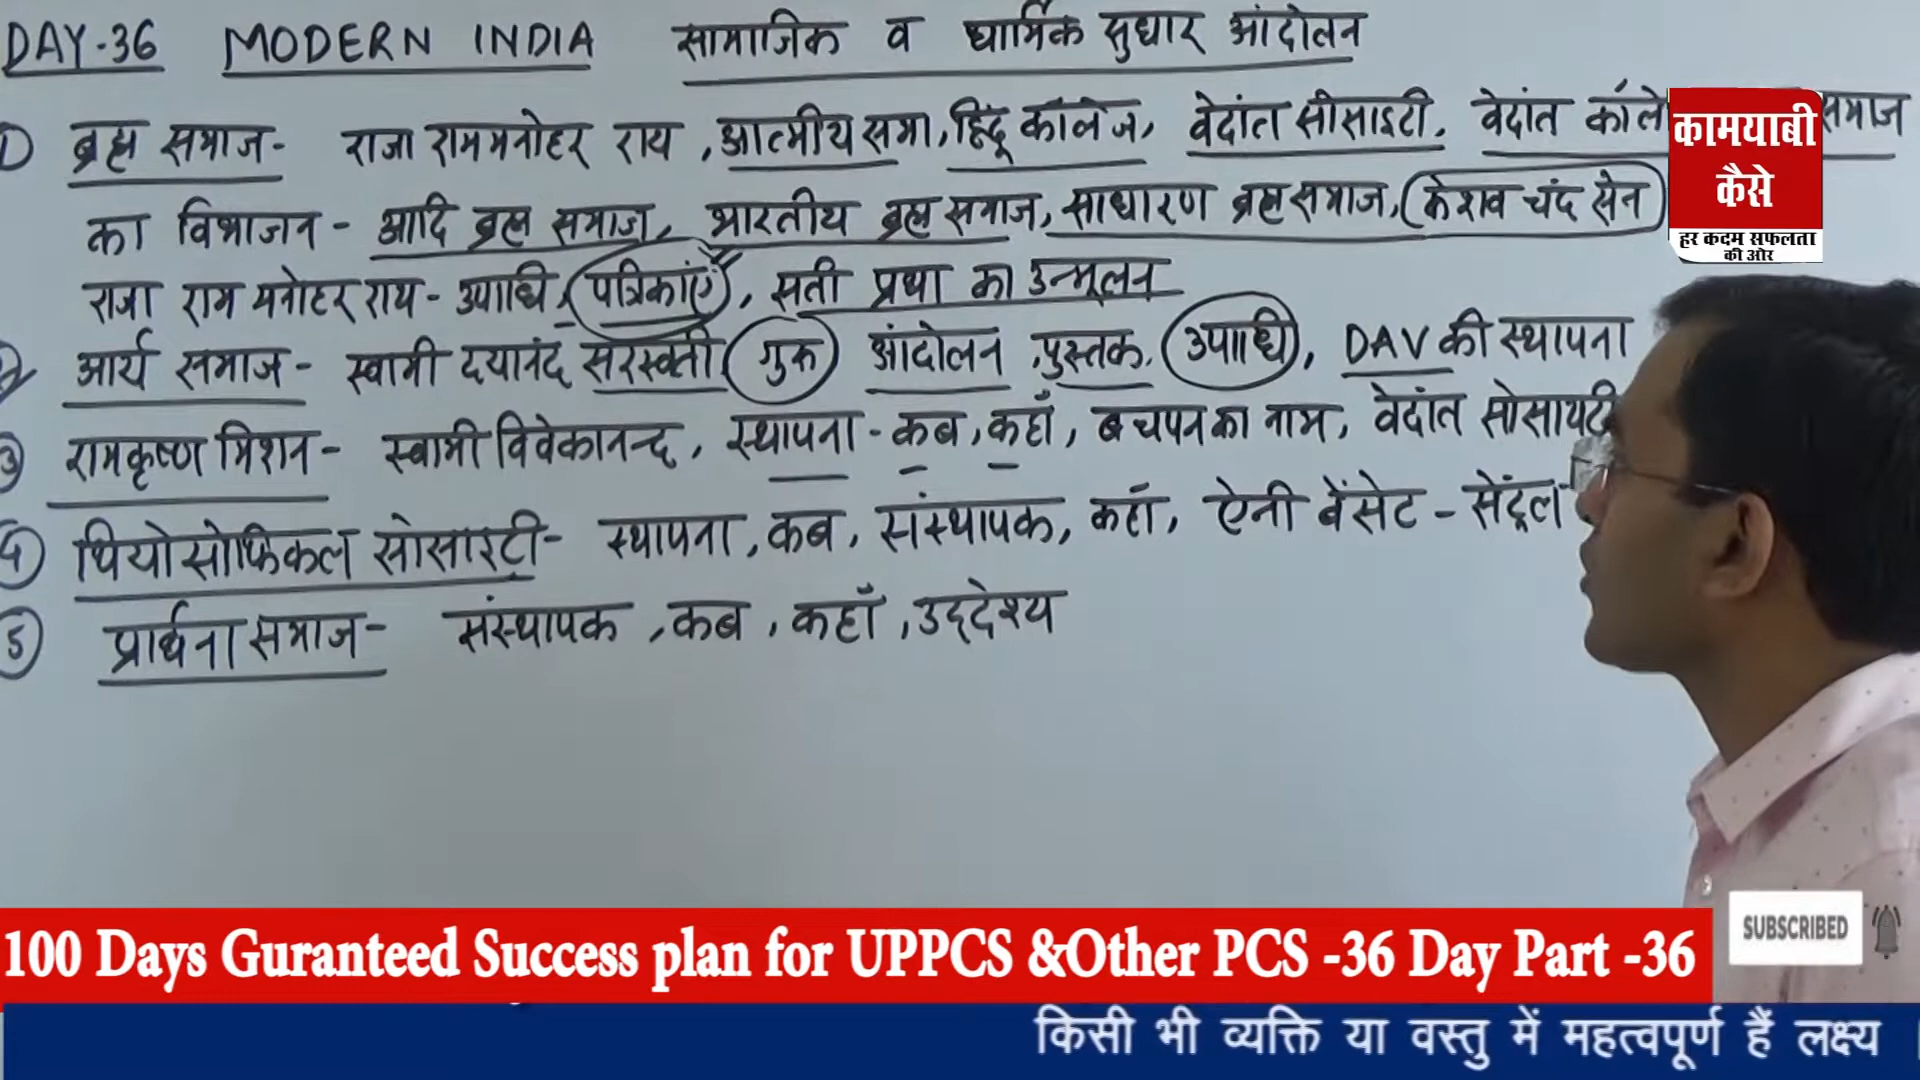 DAY-36 MODERN INDIA सामाजिक व धार्मिक सुधार आंदोलन
① ब्रह्म समाज- राजा राममनोहर राय, आत्मीय सभा, हिंदू कॉलेज, वेदांत सोसाइटी, वेदांत समाज
का विभाजन - आदि ब्रह्म समाज, भारतीय ब्रह्म समाज, साधारण ब्रह्म समाज, केशव चंद सेन
राजा राम मनोहर राय - उपाधि, पत्रिकाएँ, सती प्रथा का उन्मूलन
② आर्य समाज - स्वामी दयानंद सरस्वती गुरु आंदोलन, पुस्तक, उपाधि, DAV की स्थापना
③ रामकृष्ण मिशन - स्वामी विवेकानन्द, स्थापना - कब, कहाँ, बचपन का नाम, वेदांत सोसायटी
④ थियोसोफिकल सोसाइटी - स्थापना, कब, संस्थापक, कहाँ, ऐनी बेंसेट - सेंट्रल
⑤ प्रार्थना समाज - संस्थापक, कब, कहाँ, उद्देश्य
कामयाबी
कैसे
हर कदम सफलता
की ओर
100 Days Guranteed Success plan for UPPCS &Other PCS -36 Day Part -36
SUBSCRIBED
किसी भी व्यक्ति या वस्तु में महत्वपूर्ण हैं लक्ष्य